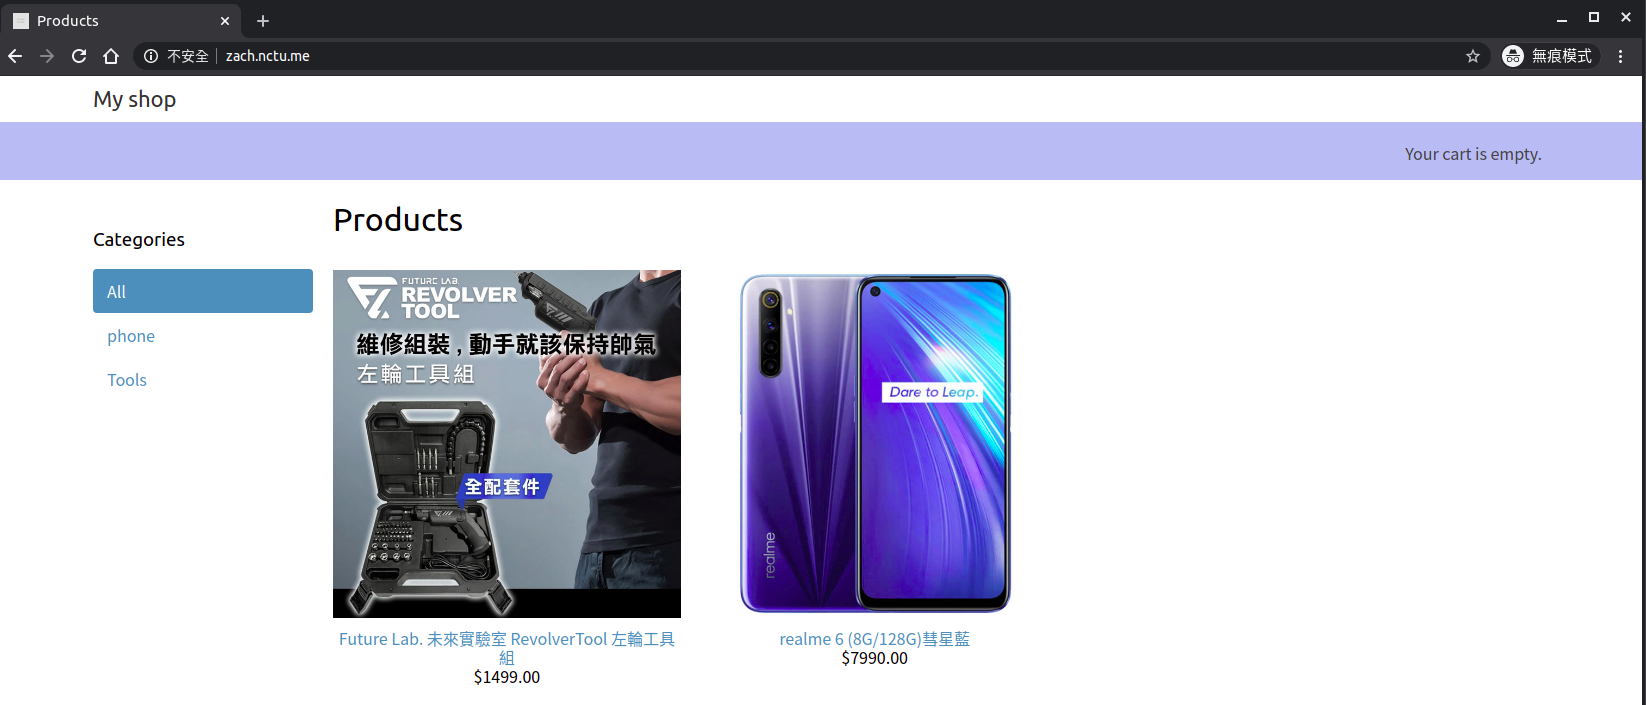 Products
不安全
zach.nctu.me
無痕模式
My shop
Your cart is empty.
Categories
All
phone
Tools
Products
FUTURE LAB.
REVOLVER
TOOL
維修組裝，動手就該保持帥氣
左輪工具組
全配套件
Future Lab. 未來實驗室 RevolverTool 左輪工具
組
$1499.00
Dare to Leap.
realme
realme 6 (8G/128G)彗星藍
$7990.00